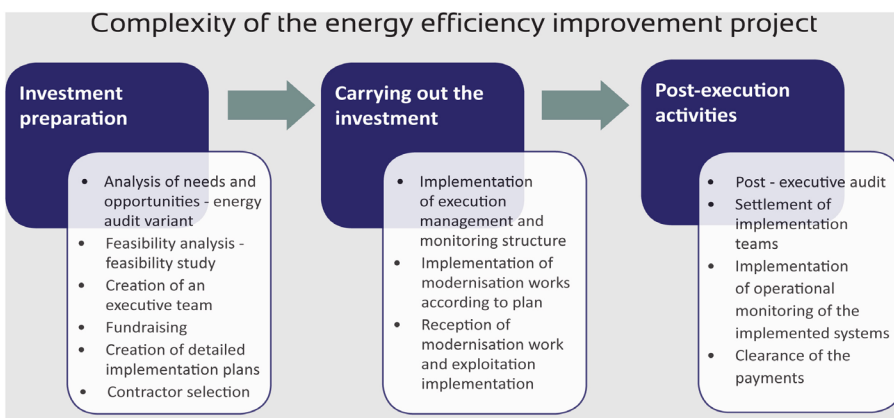 Complexity of the energy efficiency improvement project
Investment
preparation
• Analysis of needs and
opportunities - energy
audit variant
• Feasibility analysis -
feasibility study
• Creation of an
executive team
• Fundraising
• Creation of detailed
implementation plans
• Contractor selection
Carrying out the
investment
• Implementation
of execution
management and
monitoring structure
• Implementation of
modernisation works
according to plan
• Reception of
modernisation work
and exploitation
implementation
Post-execution
activities
• Post - executive audit
• Settlement of
implementation
teams
• Implementation
of operational
monitoring of the
implemented systems
• Clearance of the
payments